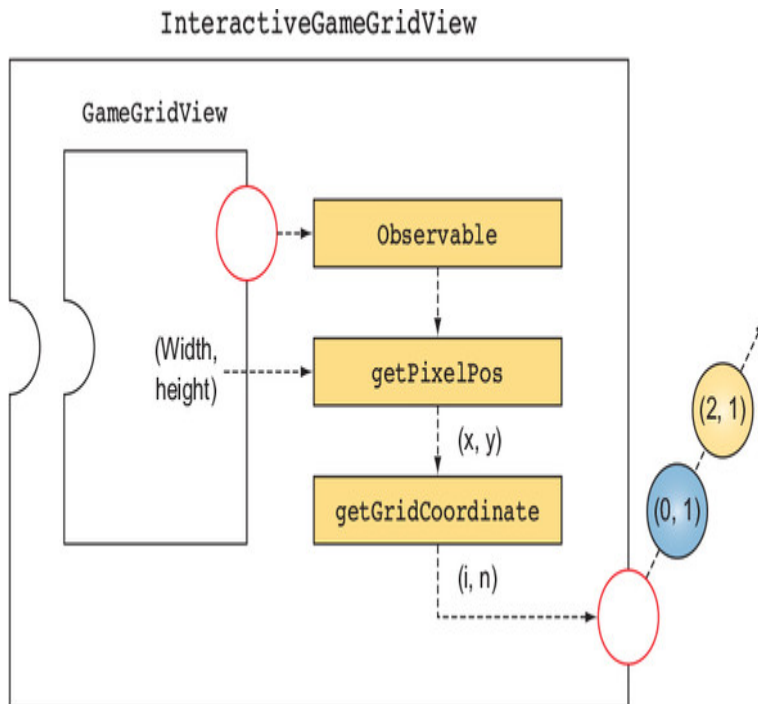 InteractiveGameGridView
GameGridView
Observable
(Width,
height)
getPixelPos
(x, y)
getGridCoordinate
(i, n)
(2, 1)
(0, 1)